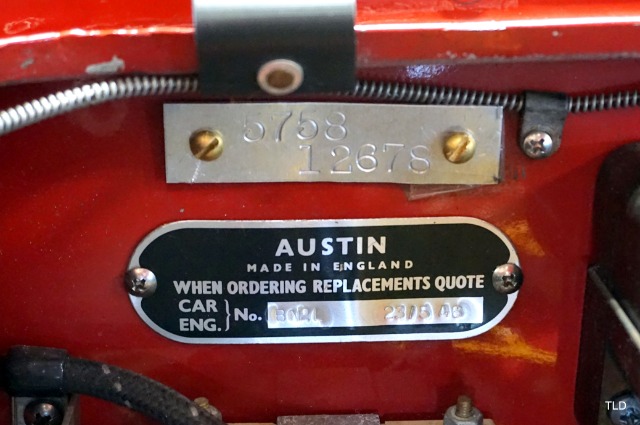 5758
12678
AUSTIN
MADE IN ENGLAND
WHEN ORDERING REPLACEMENTS QUOTE
CAR
ENG. } No.
TLD